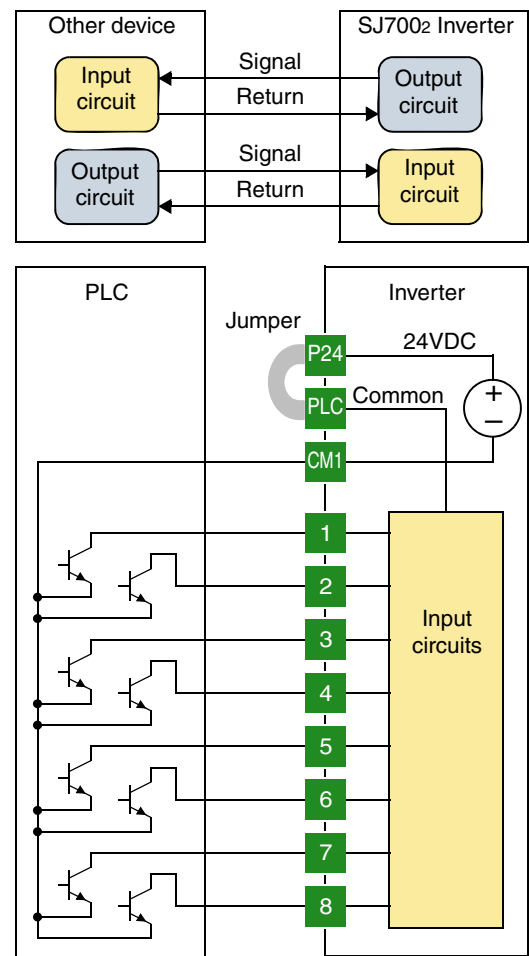 Other device
SJ7002 Inverter
Input
circuit
Signal
Return
Output
circuit
Output
circuit
Signal
Return
Input
circuit
PLC
Inverter
Jumper
P24
24VDC
PLC
Common
+
−
CM1
1
2
3
4
5
6
7
8
Input
circuits